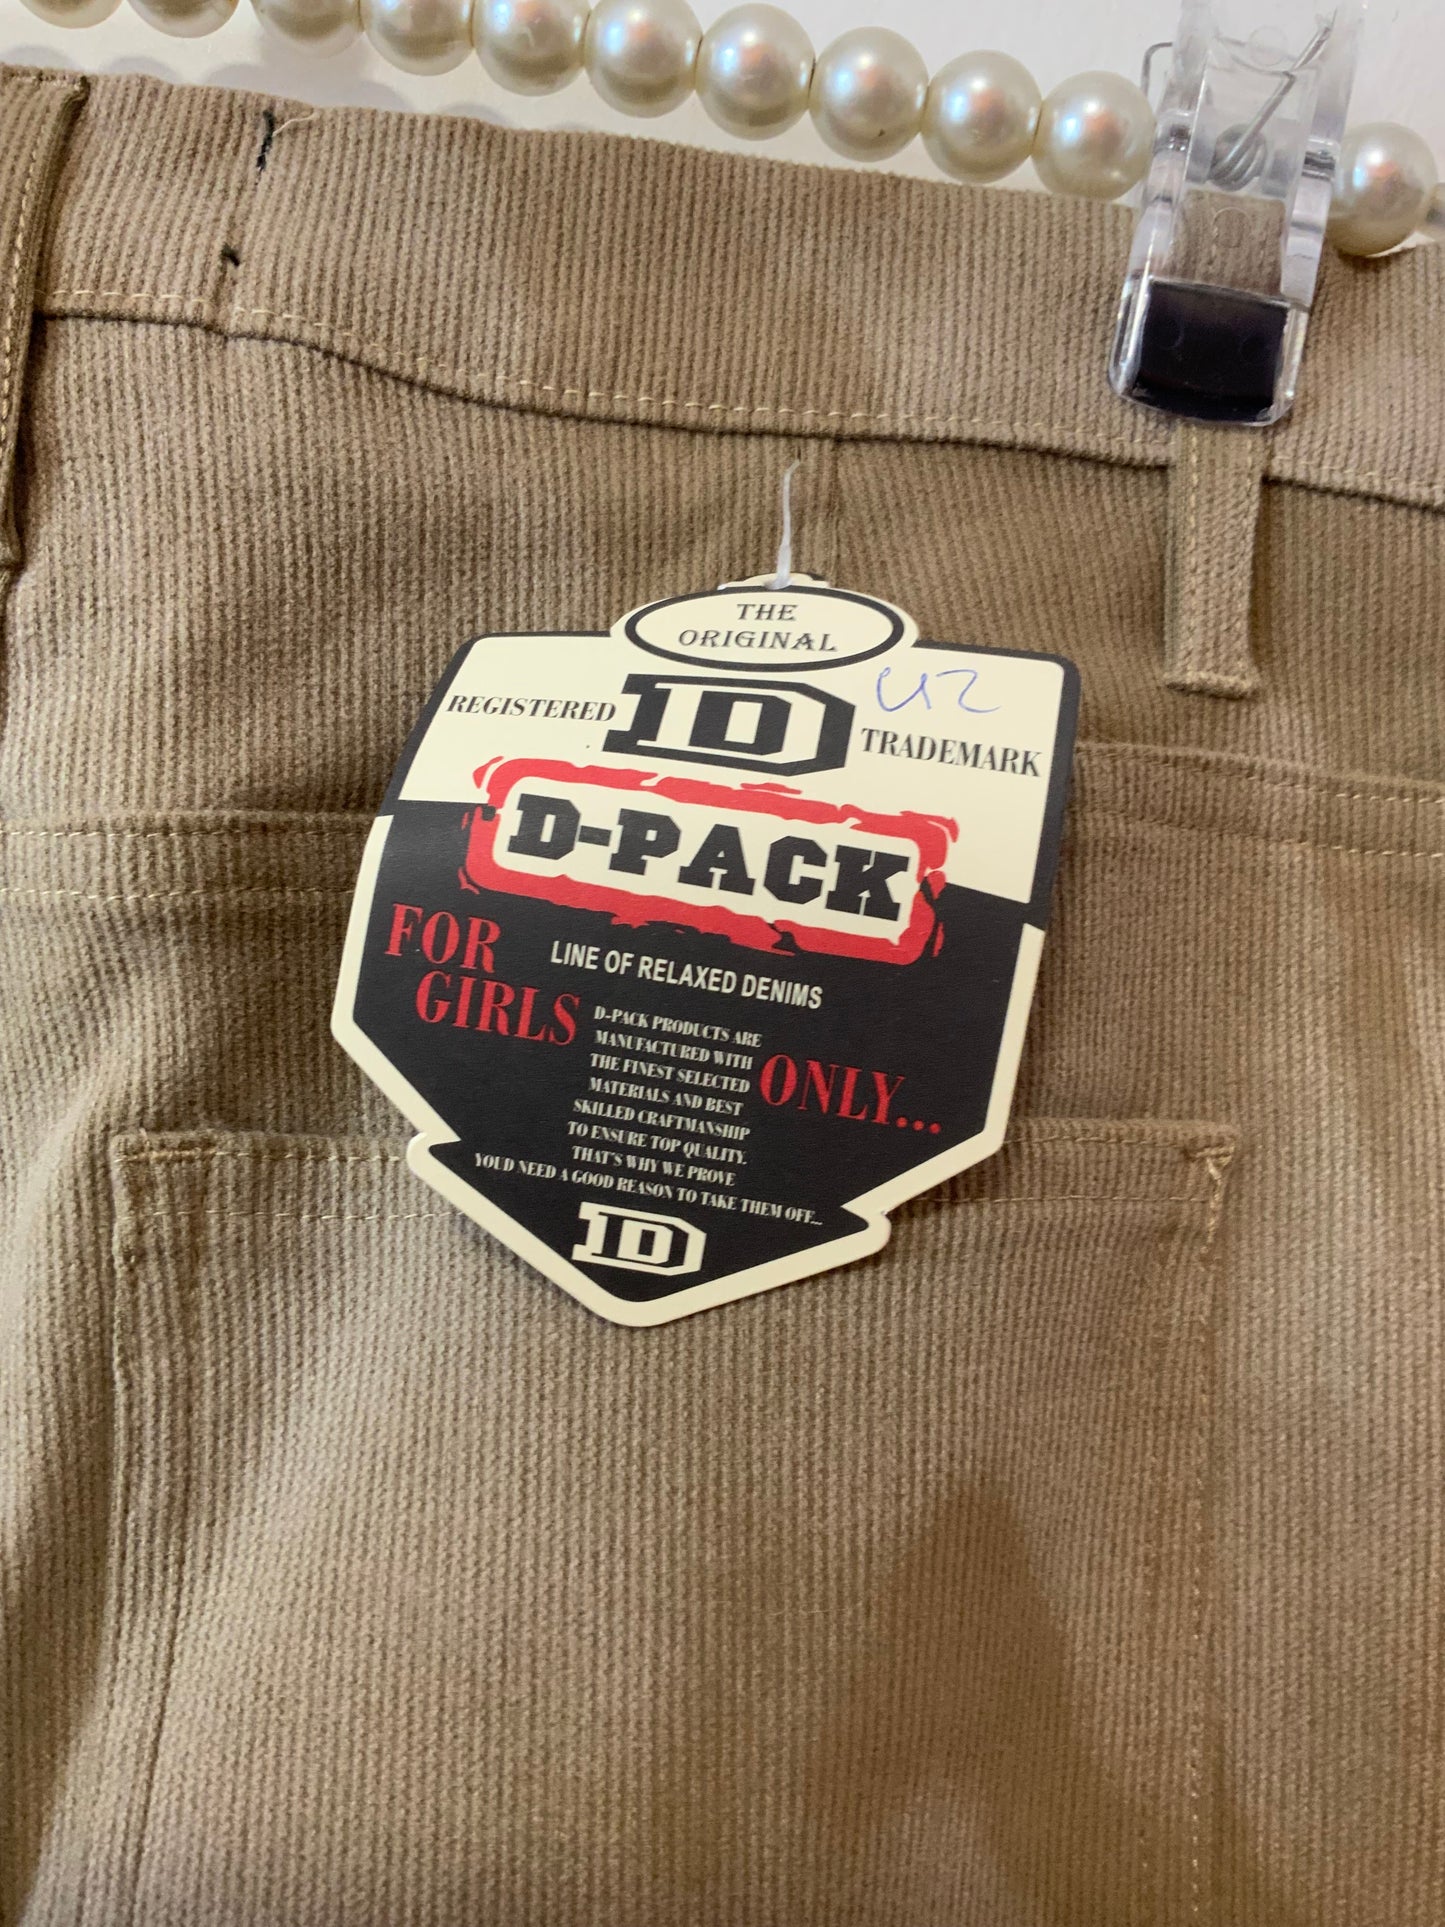 THE
ORIGINAL
42
REGISTERED D TRADEMARK
D-PACK
FOR
GIRLS
LINE OF RELAXED DENIMS
D-PACK PRODUCTS ARE
MANUFACTURED WITH
THE FINEST SELECTED
MATERIALS AND BEST
SKILLED CRAFTMANSHIP
TO ENSURE TOP QUALITY.
THAT'S WHY WE PROVE
YOUD NEED A GOOD REASON TO TAKE THEM OFF...
ONLY...
D